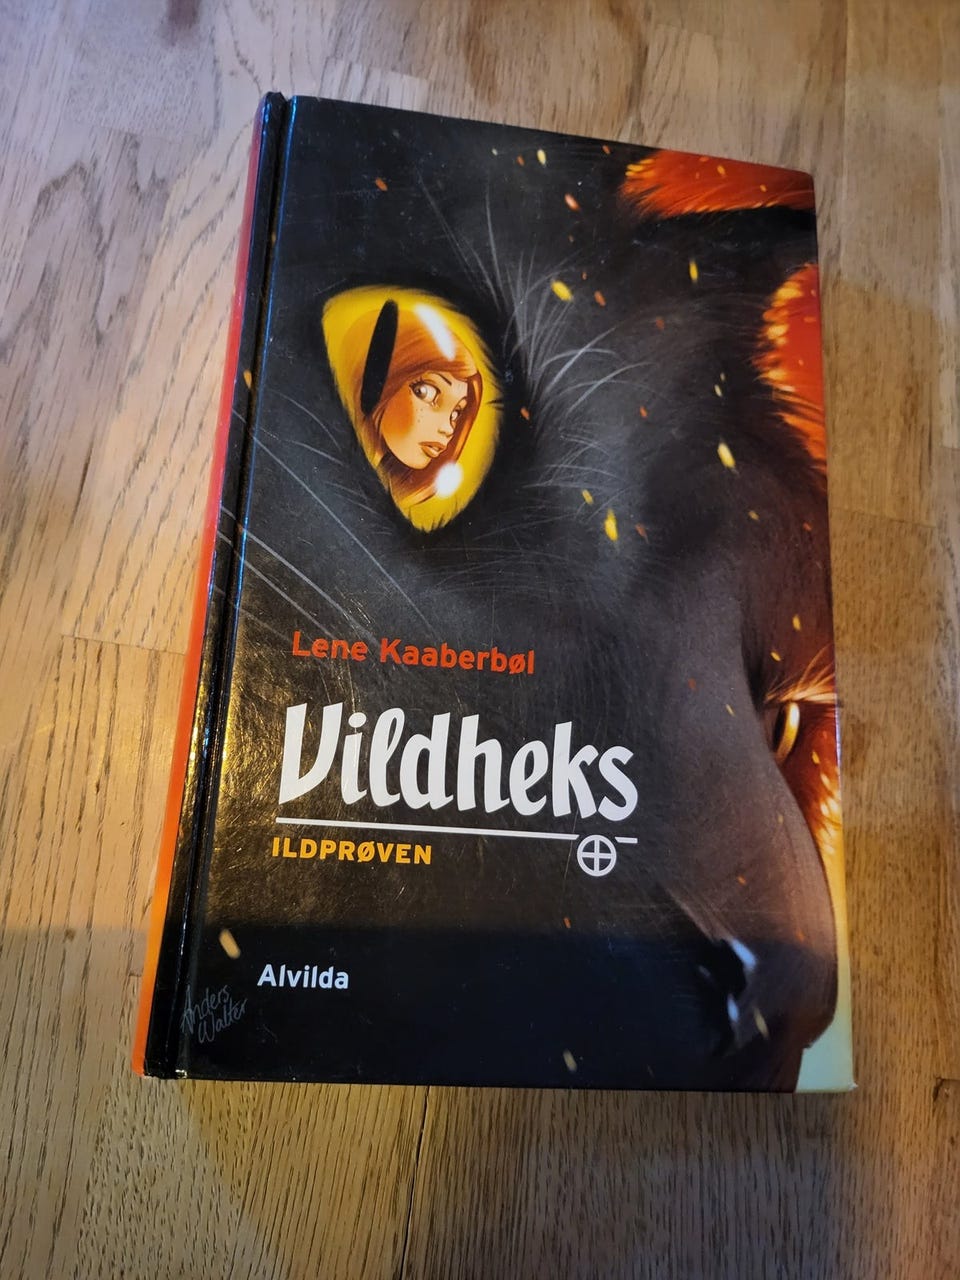 Lene Kaaberbøl
Vildheks
ILDPRØVEN
Alvilda
Anders
Walter